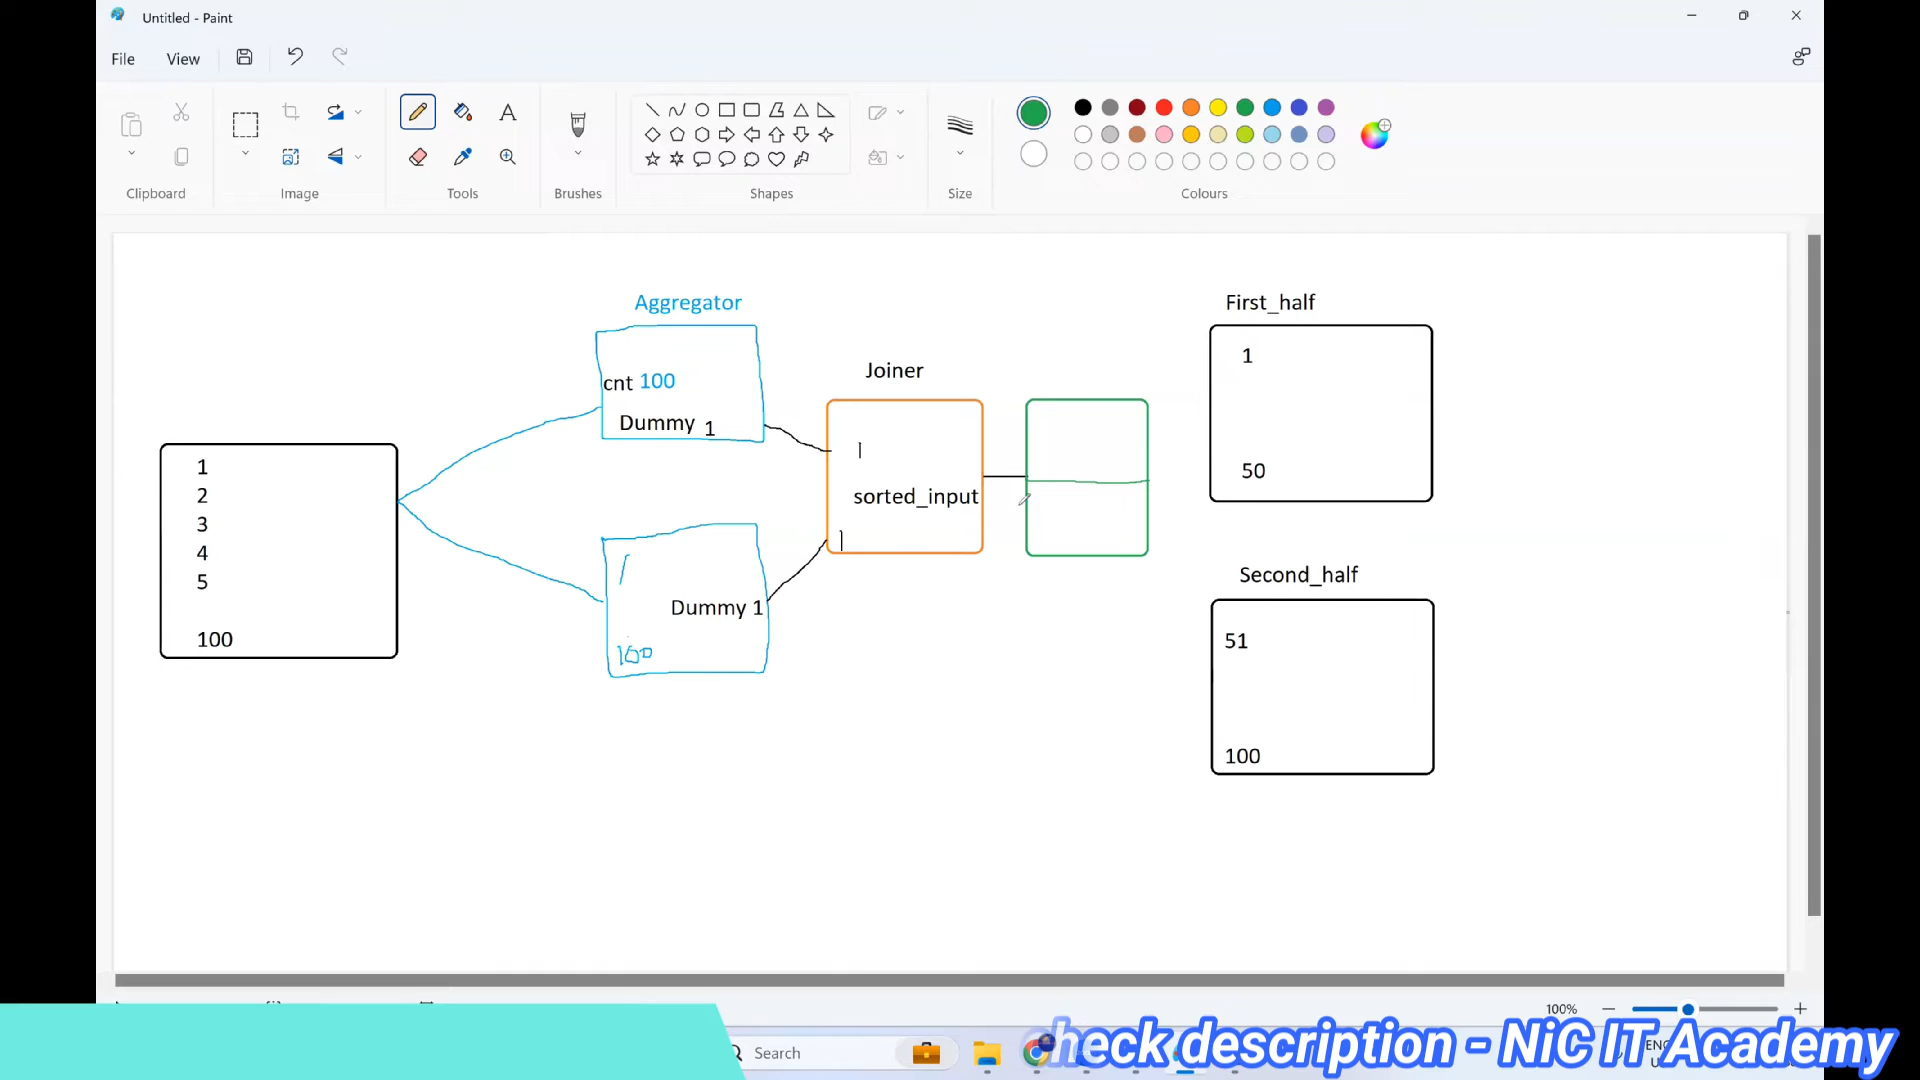 Untitled - Paint
File
View
Clipboard
Image
Tools
Brushes
Shapes
Size
Colours
Aggregator
cnt 100
Dummy 1
Joiner
sorted_input
1
2
3
4
5
100
Dummy 1
100
First_half
1
50
Second_half
51
100
100%
Search
heck description - NiC IT Academy
ENG